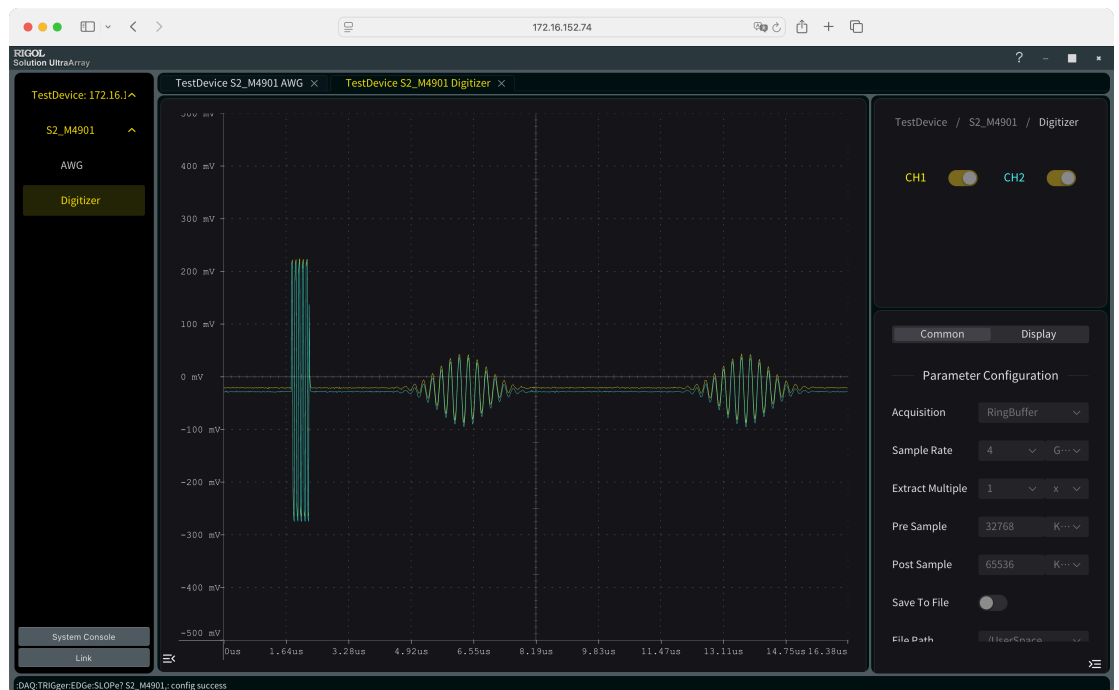 172.16.152.74
RIGOL
Solution UltraArray
?
TestDevice: 172.16.1
S2_M4901
AWG
Digitizer
System Console
Link
TestDevice S2_M4901 AWG ×
TestDevice S2_M4901 Digitizer ×
500 mV
400 mV
300 mV
200 mV
100 mV
0 mV
-100 mV
-200 mV
-300 mV
-400 mV
-500 mV
0us 1.64us 3.28us 4.92us 6.55us 8.19us 9.83us 11.47us 13.11us 14.75us 16.38us
TestDevice / S2_M4901 / Digitizer
CH1 CH2
Common Display
Parameter Configuration
Acquisition RingBuffer
Sample Rate 4 G···
Extract Multiple 1 x
Pre Sample 32768 K···
Post Sample 65536 K···
Save To File
File Path /UserSpace
:DAQ:TRIGger:EDGe:SLOPe? S2_M4901,: config success